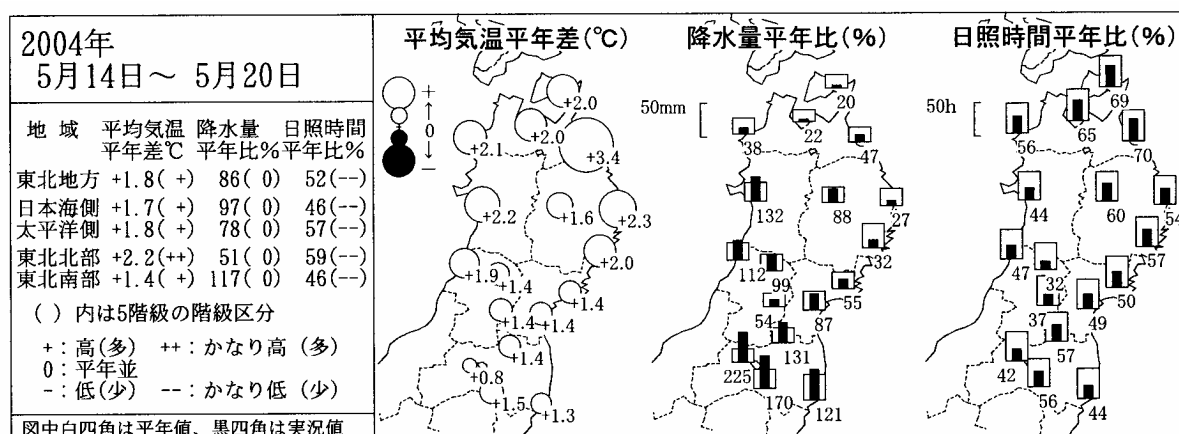 2004年
5月14日～ 5月20日
地 域 平均気温 降水量 日照時間
平年差℃ 平年比% 平年比%
東北地方 +1.8( +) 86( 0) 52(--)
日本海側 +1.7( +) 97( 0) 46(--)
太平洋側 +1.8( +) 78( 0) 57(--)
東北北部 +2.2(++) 51( 0) 59(--)
東北南部 +1.4( +) 117( 0) 46(--)
( ) 内は5階級の階級区分
+：高(多) ++：かなり高 (多)
0：平年並
-：低(少) --：かなり低 (少)
図中白四角は平年値、黒四角は実況値
平均気温平年差(℃)
+
↑
0
↓
-
+2.0
+2.0
+2.1
+3.4
+2.2
+1.6
+2.3
+2.0
+1.9
+1.4
+1.4
+1.4
+1.4
+1.4
+0.8
+1.5
+1.3
降水量平年比(%)
50mm
20
22
38
47
132
88
27
32
112
99
55
54
87
131
225
170
121
日照時間平年比(%)
50h
69
65
56
70
44
60
54
57
47
32
50
37
49
57
42
56
44